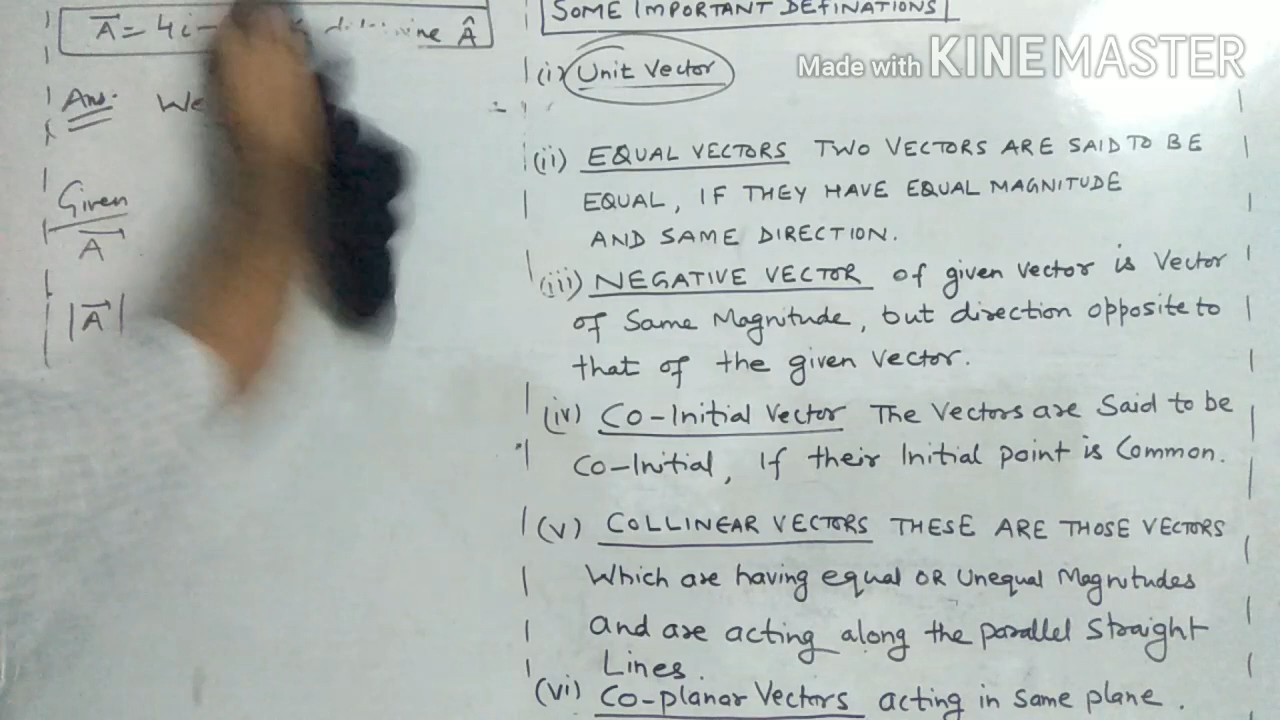 A = 4i- Â
Ans. We
Given
A
|A|
SOME IMPORTANT DEFINATIONS
(i) Unit Vector
Made with KINEMASTER
(ii) EQUAL VECTORS TWO VECTORS ARE SAID TO BE
EQUAL, IF THEY HAVE EQUAL MAGNITUDE
AND SAME DIRECTION.
(iii) NEGATIVE VECTOR of given vector is vector
of Same Magnitude, but direction opposite to
that of the given vector.
(iv) Co-Initial Vector The Vectors are Said to be
Co-Initial, If their Initial point is Common.
(v) COLLINEAR VECTORS THESE ARE THOSE VECTORS
Which are having equal OR Unequal Magnitudes
and are acting along the parallel Straight
Lines.
(vi) Co-planar Vectors acting in same plane.